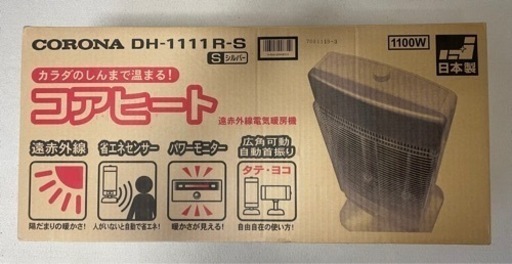 CORONA DH-1111R-S
S シルバー
1100W
日本製
カラダのしんまで温まる!
コアヒート
遠赤外線電気暖房機
遠赤外線
陽だまりの暖かさ!
省エネセンサー
人がいないと自動で省エネ!
パワーモニター
暖かさが見える!
広角可動
自動首振り
タテ・ヨコ
自由自在の使い方!